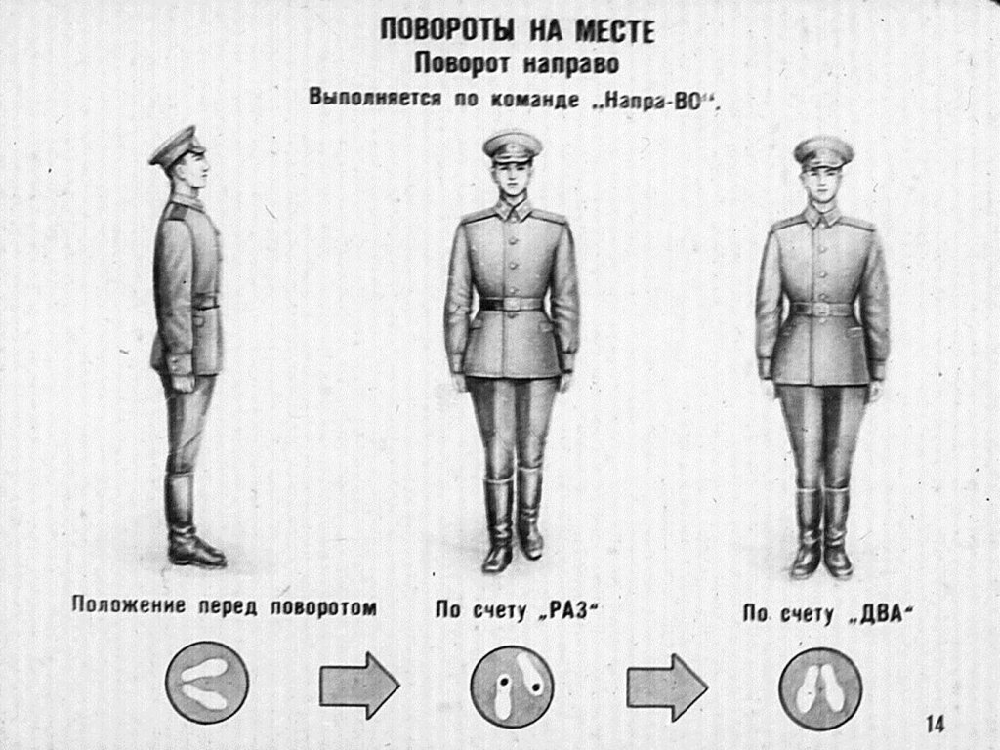 ПОВОРОТЫ НА МЕСТЕ
Поворот направо
Выполняется по команде „Напра-ВО“.
Положение перед поворотом
По счету „РАЗ“
По счету „ДВА“
14